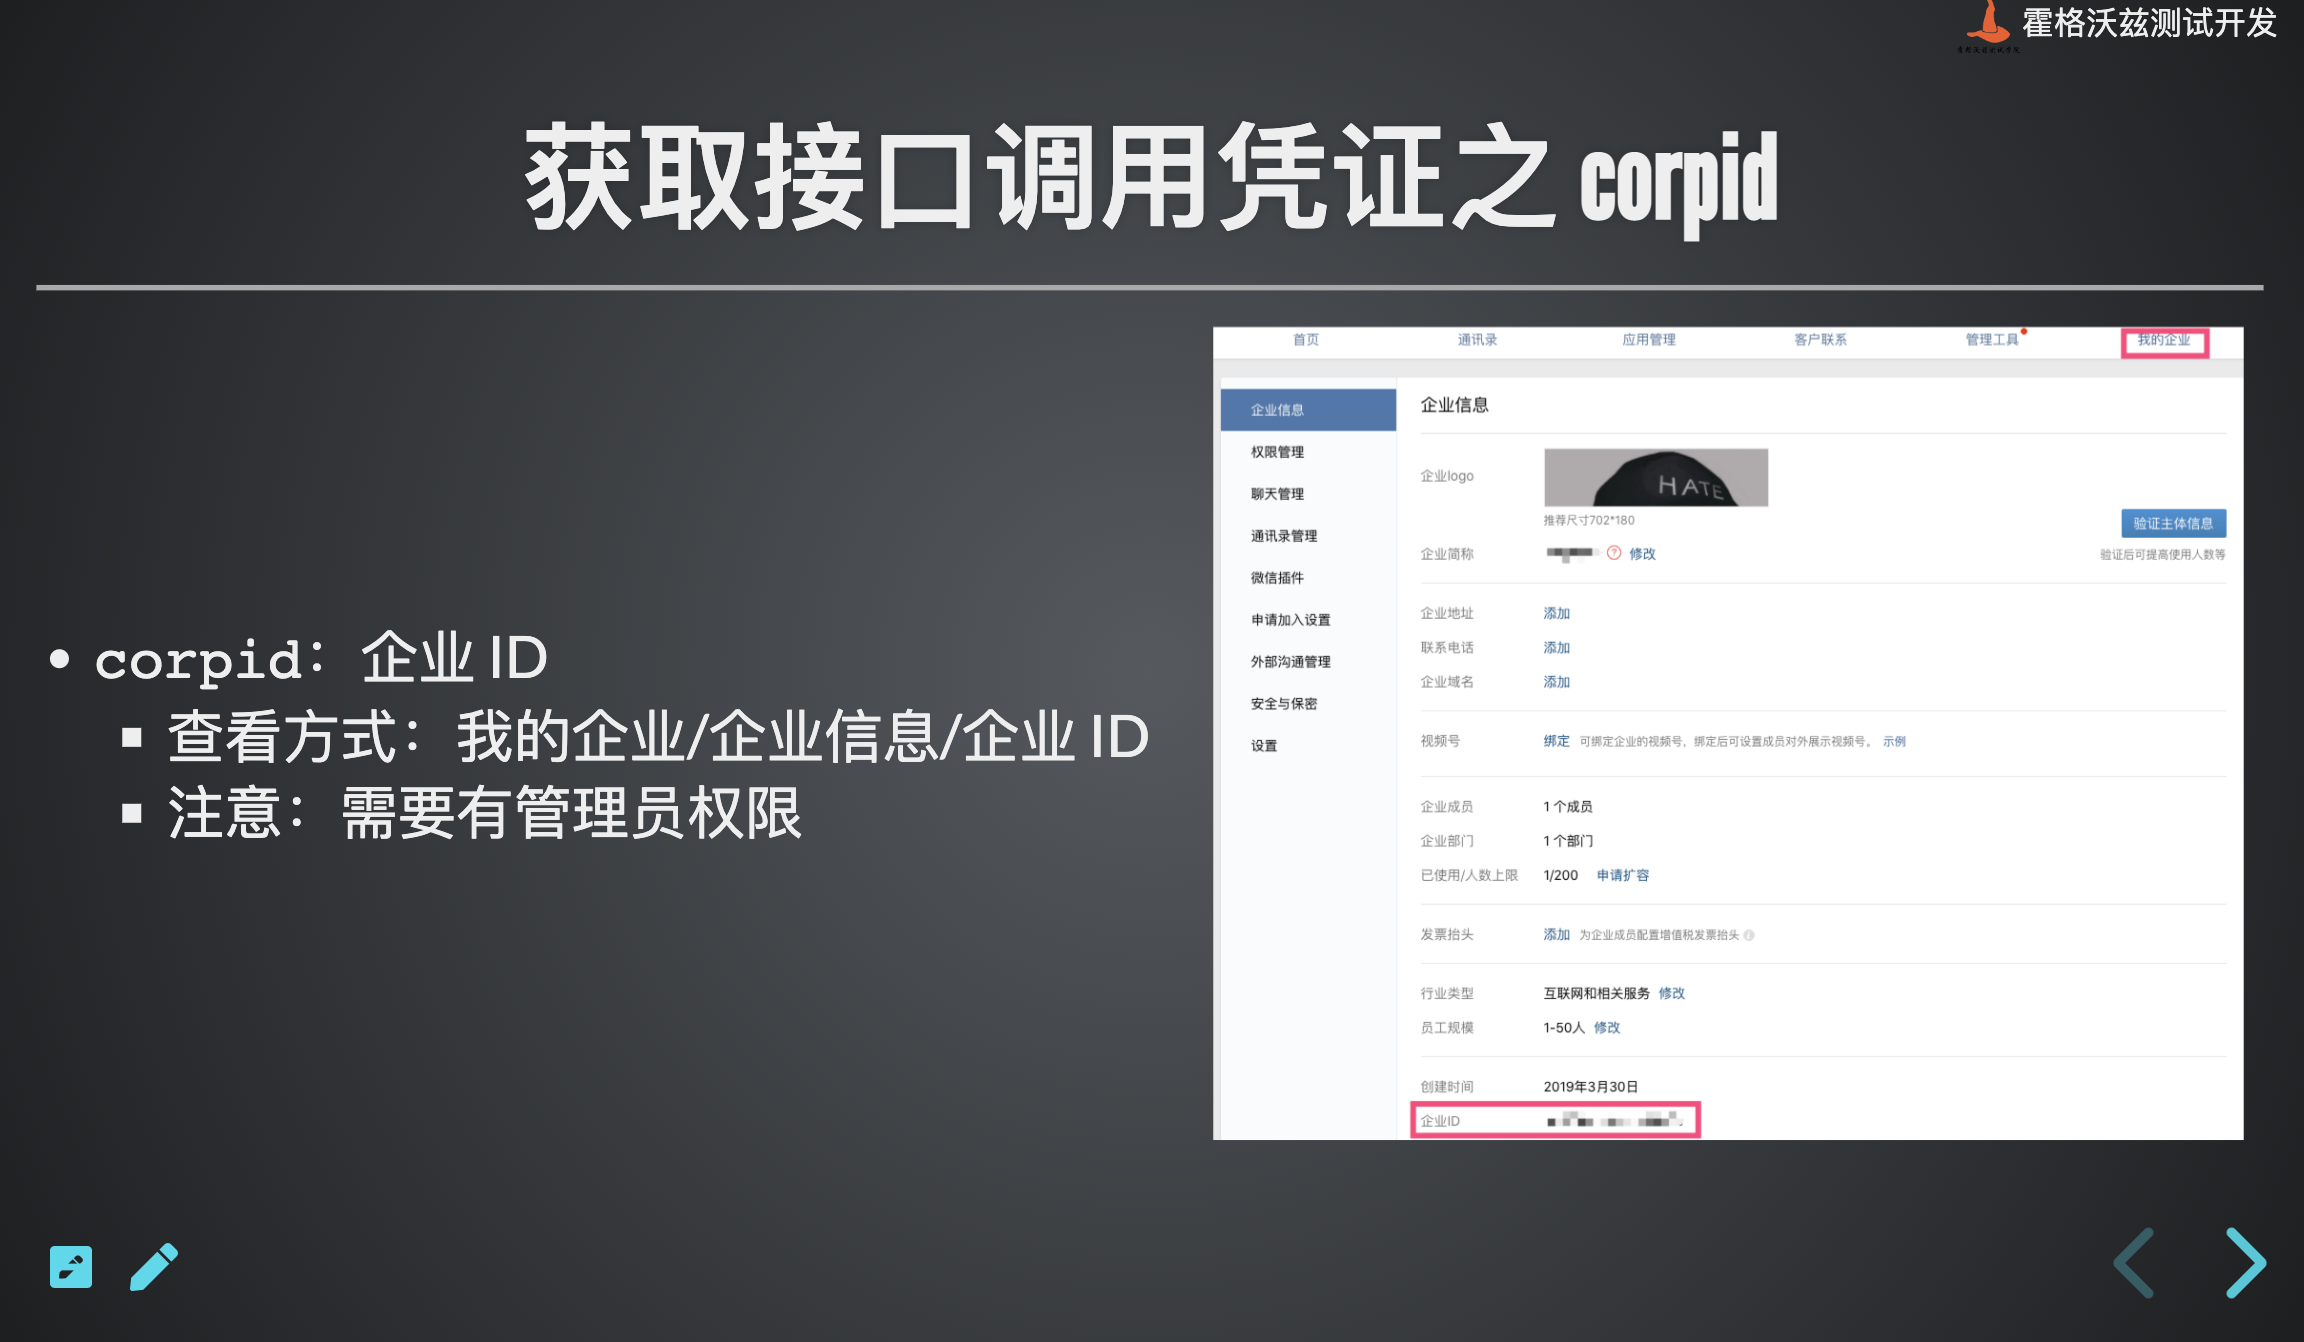 霍格沃兹测试开发
获取接口调用凭证之 corpid
corpid：企业 ID
查看方式：我的企业/企业信息/企业 ID
注意：需要有管理员权限
首页 通讯录 应用管理 客户联系 管理工具 我的企业
企业信息
权限管理
聊天管理
通讯录管理
微信插件
申请加入设置
外部沟通管理
安全与保密
设置
企业信息
企业logo
HATE
推荐尺寸702*180
验证主体信息
企业简称 修改
验证后可提高使用人数等
企业地址 添加
联系电话 添加
企业域名 添加
视频号 绑定 可绑定企业的视频号，绑定后可设置成员对外展示视频号。 示例
企业成员 1 个成员
企业部门 1 个部门
已使用/人数上限 1/200 申请扩容
发票抬头 添加 为企业成员配置增值税发票抬头
行业类型 互联网和相关服务 修改
员工规模 1-50人 修改
创建时间 2019年3月30日
企业ID